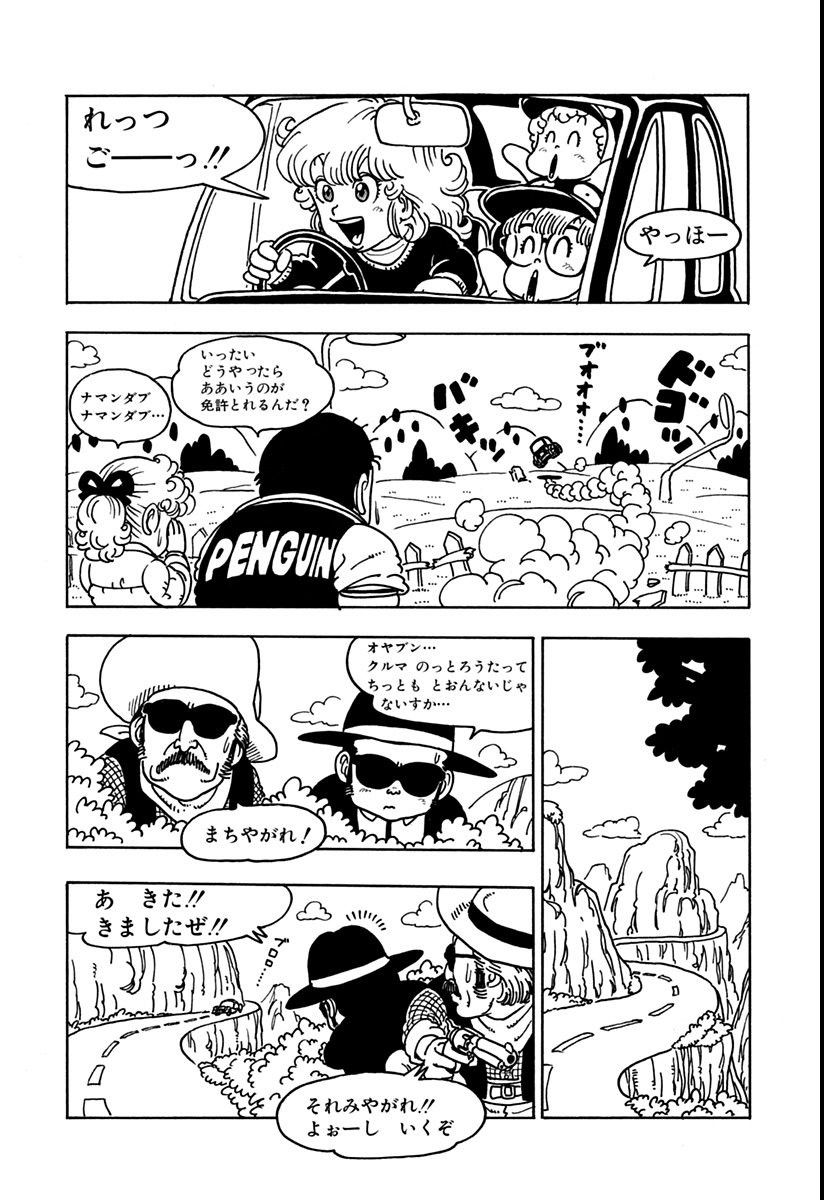 れっつ
ごーーっ!!
やっほー
ドゴン
ブオオオ……
バキッ
いったい
どうやったら
ああいうのが
免許とれるんだ?
ナマンダブ
ナマンダブ…
PENGUIN
オヤブン…
クルマ のっとろうたって
ちっとも とおんないじゃ
ないすか…
まちやがれ!
あ きた!!
きましたぜ!!
ドロロ…
それみやがれ!!
よぉーし いくぞ